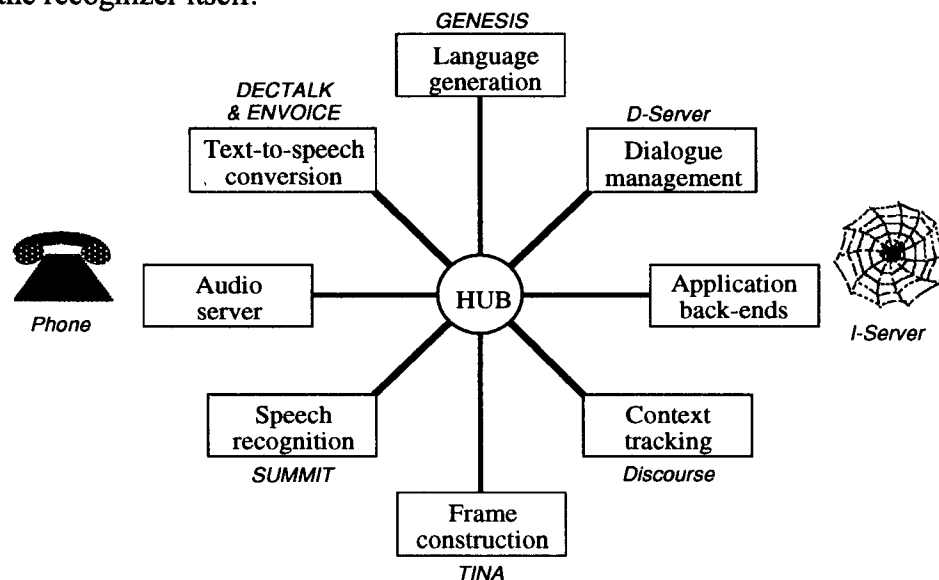 the recognizer itself.
GENESIS
Language
generation
DECTALK
& ENVOICE
Text-to-speech
conversion
D-Server
Dialogue
management
Phone
Audio
server
HUB
Application
back-ends
I-Server
Speech
recognition
SUMMIT
Context
tracking
Discourse
Frame
construction
TINA